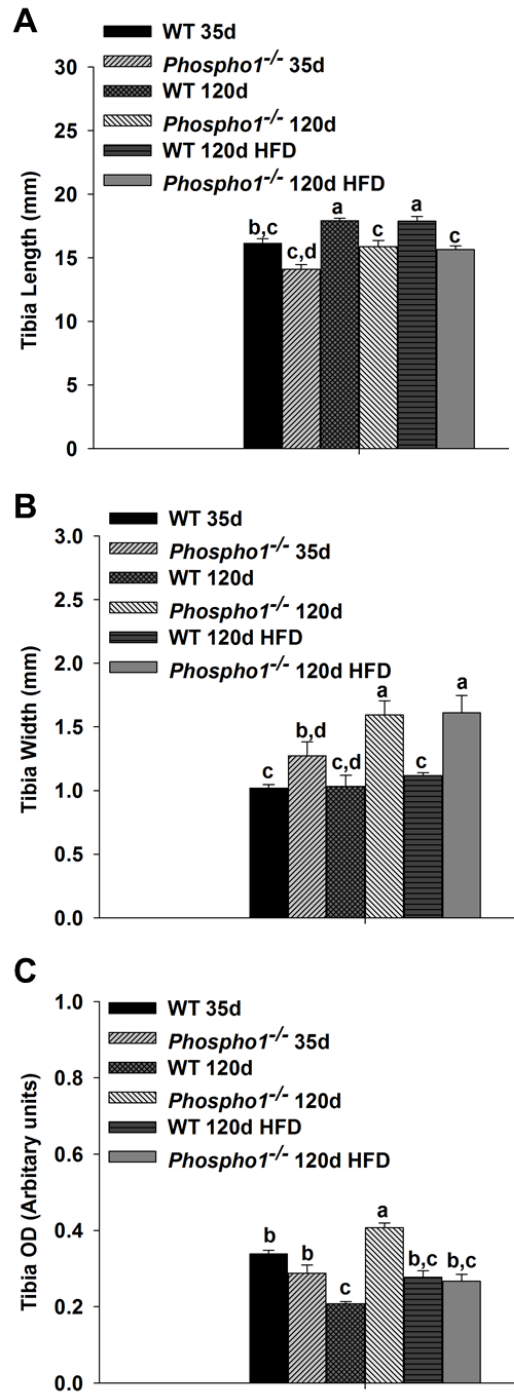 A
WT 35d
Phospho1-/- 35d
WT 120d
Phospho1-/- 120d
WT 120d HFD
Phospho1-/- 120d HFD
Tibia Length (mm)
30
25
20
15
10
5
0
b,c
c,d
a
c
a
c
B
WT 35d
Phospho1-/- 35d
WT 120d
Phospho1-/- 120d
WT 120d HFD
Phospho1-/- 120d HFD
Tibia Width (mm)
3.0
2.5
2.0
1.5
1.0
0.5
0.0
c
b,d
c,d
a
c
a
C
WT 35d
Phospho1-/- 35d
WT 120d
Phospho1-/- 120d
WT 120d HFD
Phospho1-/- 120d HFD
Tibia OD (Arbitary units)
1.0
0.8
0.6
0.4
0.2
0.0
b
b
c
a
b,c
b,c